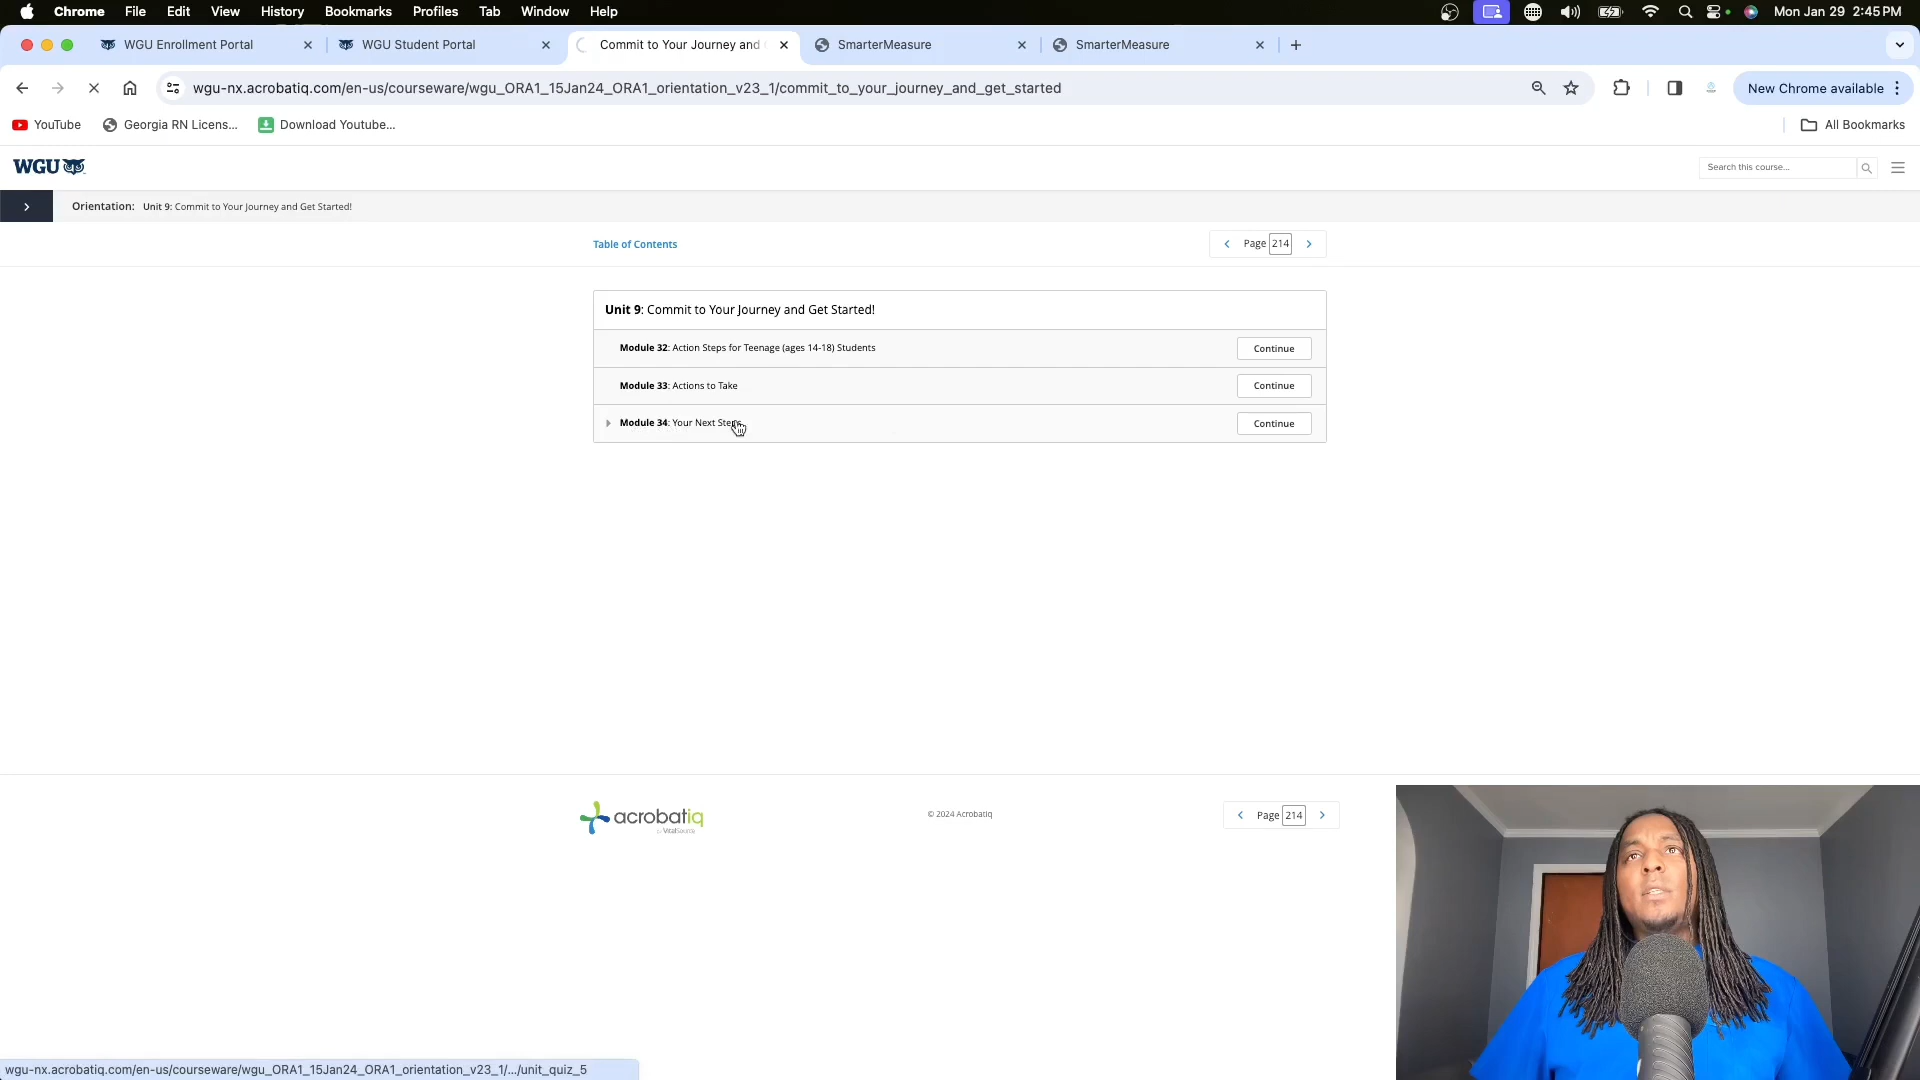 Chrome File Edit View History Bookmarks Profiles Tab Window Help Mon Jan 29 2:45 PM
WGU Enrollment Portal WGU Student Portal Commit to Your Journey and SmarterMeasure SmarterMeasure
wgu-nx.acrobatiq.com/en-us/courseware/wgu_ORA1_15Jan24_ORA1_orientation_v23_1/commit_to_your_journey_and_get_started New Chrome available
YouTube Georgia RN Licens... Download Youtube... All Bookmarks
WGU Search this course...
Orientation: Unit 9: Commit to Your Journey and Get Started!
Table of Contents Page 214
Unit 9: Commit to Your Journey and Get Started!
Module 32: Action Steps for Teenage (ages 14-18) Students Continue
Module 33: Actions to Take Continue
Module 34: Your Next Steps Continue
acrobatiq © 2024 Acrobatiq Page 214
by VitalSource
wgu-nx.acrobatiq.com/en-us/courseware/wgu_ORA1_15Jan24_ORA1_orientation_v23_1/.../unit_quiz_5